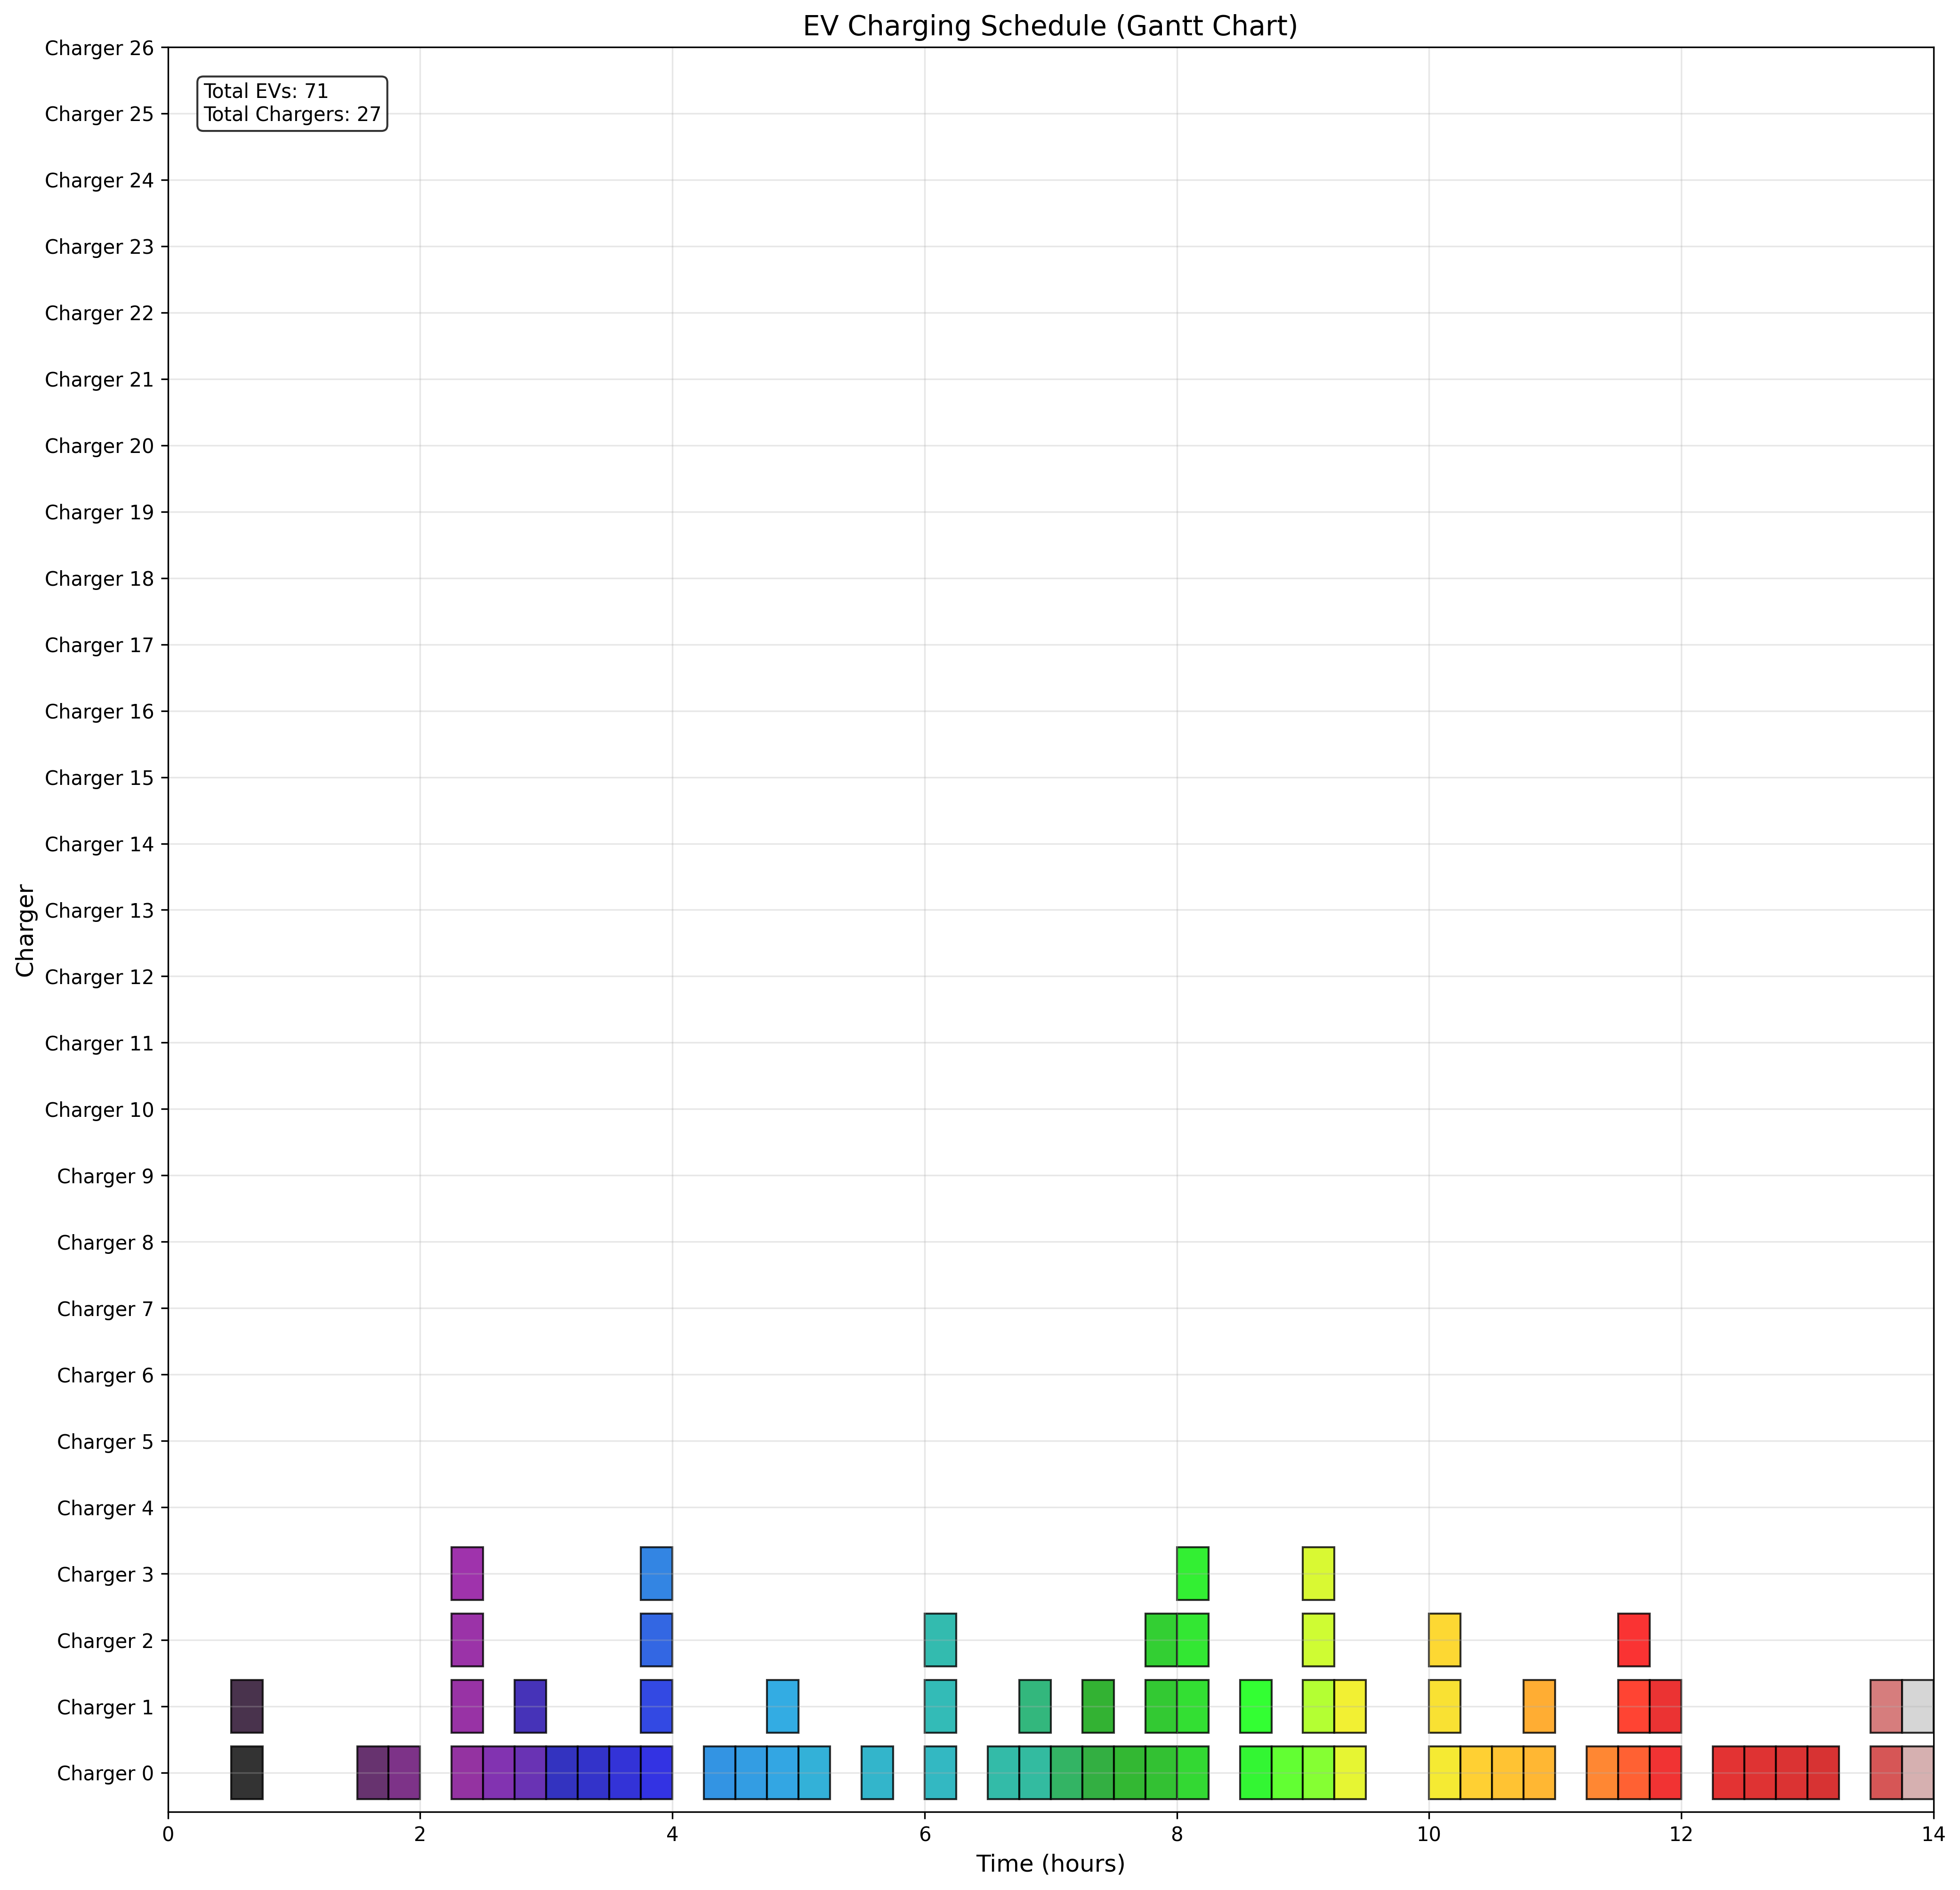 EV Charging Schedule (Gantt Chart)
Charger 26
Total EVs: 71
Total Chargers: 27
Charger 25
Charger 24
Charger 23
Charger 22
Charger 21
Charger 20
Charger 19
Charger 18
Charger 17
Charger 16
Charger 15
Charger 14
Charger 13
Charger 12
Charger 11
Charger 10
Charger 9
Charger 8
Charger 7
Charger 6
Charger 5
Charger 4
Charger 3
Charger 2
Charger 1
Charger 0
Charger
0 2 4 6 8 10 12 14
Time (hours)